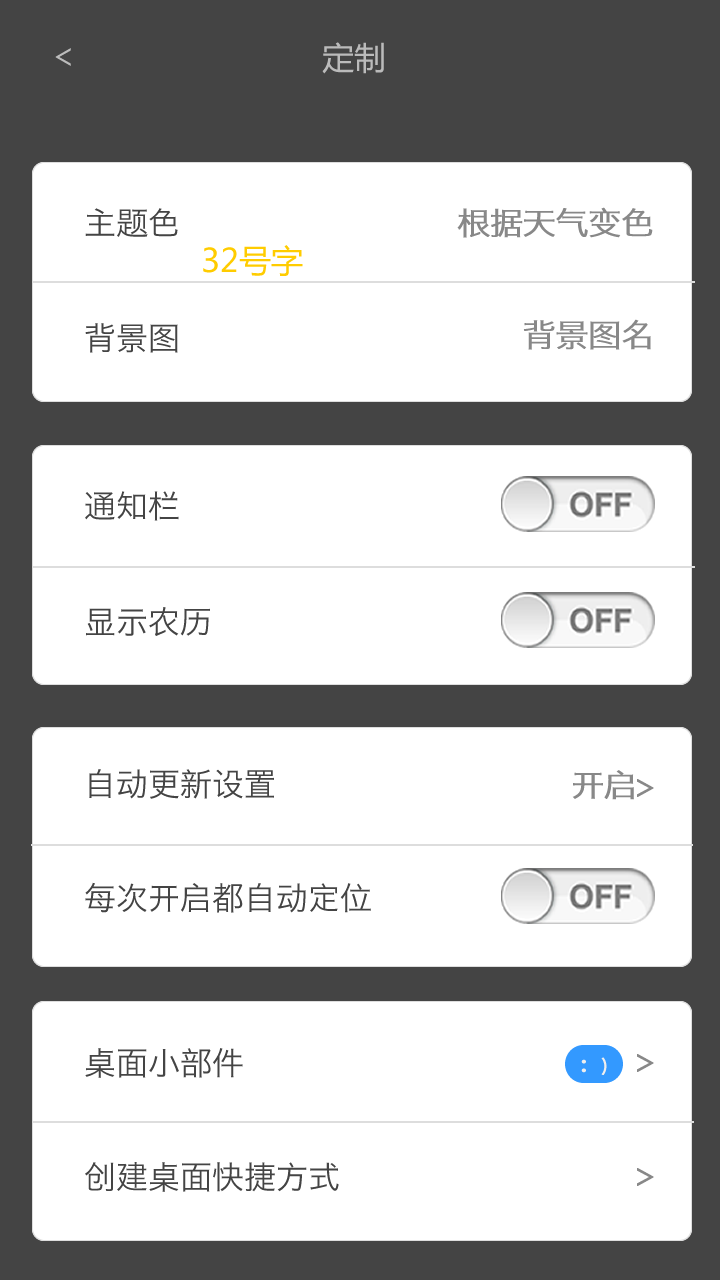 < 定制
主题色 根据天气变色
32号字
背景图 背景图名
通知栏 OFF
显示农历 OFF
自动更新设置 开启>
每次开启都自动定位 OFF
桌面小部件 : ) >
创建桌面快捷方式 >